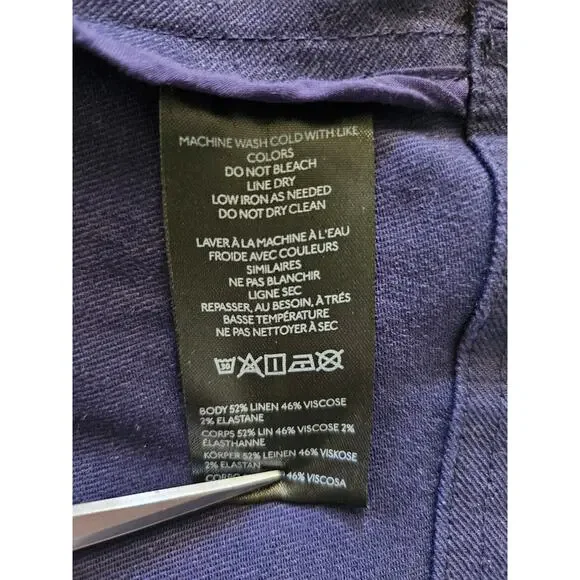 MACHINE WASH COLD WITH LIKE
COLORS
DO NOT BLEACH
LINE DRY
LOW IRON AS NEEDED
DO NOT DRY CLEAN
LAVER À LA MACHINE À L'EAU
FROIDE AVEC COULEURS
SIMILAIRES
NE PAS BLANCHIR
LIGNE SEC
REPASSER, AU BESOIN, À TRÉS
BASSE TEMPÉRATURE
NE PAS NETTOYER À SEC
30
BODY 52% LINEN 46% VISCOSE
2% ELASTANE
CORPS 52% LIN 46% VISCOSE 2%
ÉLASTHANNE
KÖRPER 52% LEINEN 46% VISKOSE
2% ELASTAN
46% VISCOSA